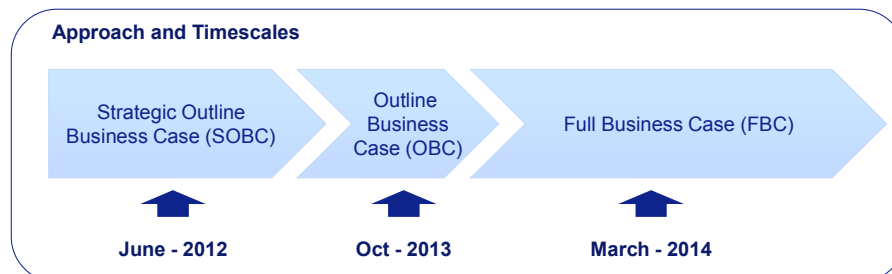 Approach and Timescales
Strategic Outline
Business Case (SOBC)
Outline
Business
Case (OBC)
Full Business Case (FBC)
June - 2012
Oct - 2013
March - 2014